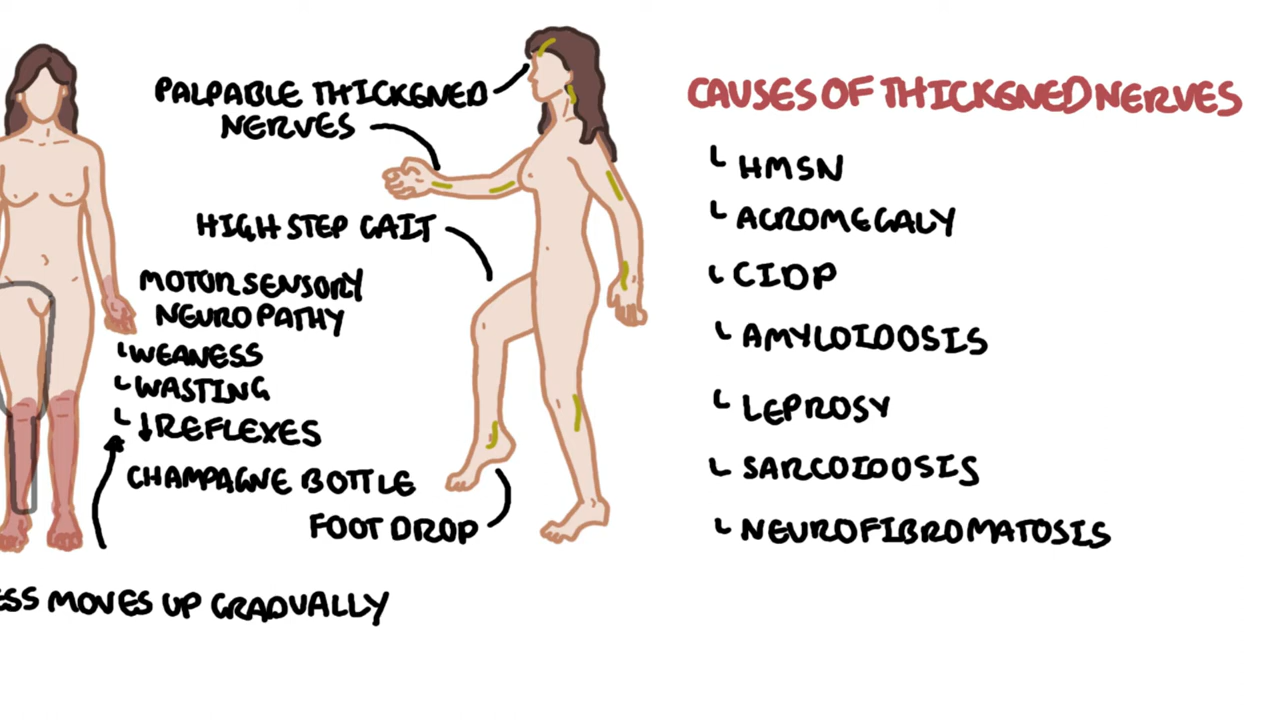 PALPABLE THICKENED
NERVES
HIGH STEP GAIT
MOTOR SENSORY
NEUROPATHY
WEANESS
WASTING
↓REFLEXES
CHAMPAGNE BOTTLE
FOOT DROP
ESS MOVES UP GRADUALLY
CAUSES OF THICKENED NERVES
HMSN
ACROMEGALY
CIDP
AMYLOIDOSIS
LEPROSY
SARCOIDOSIS
NEUROFIBROMATOSIS